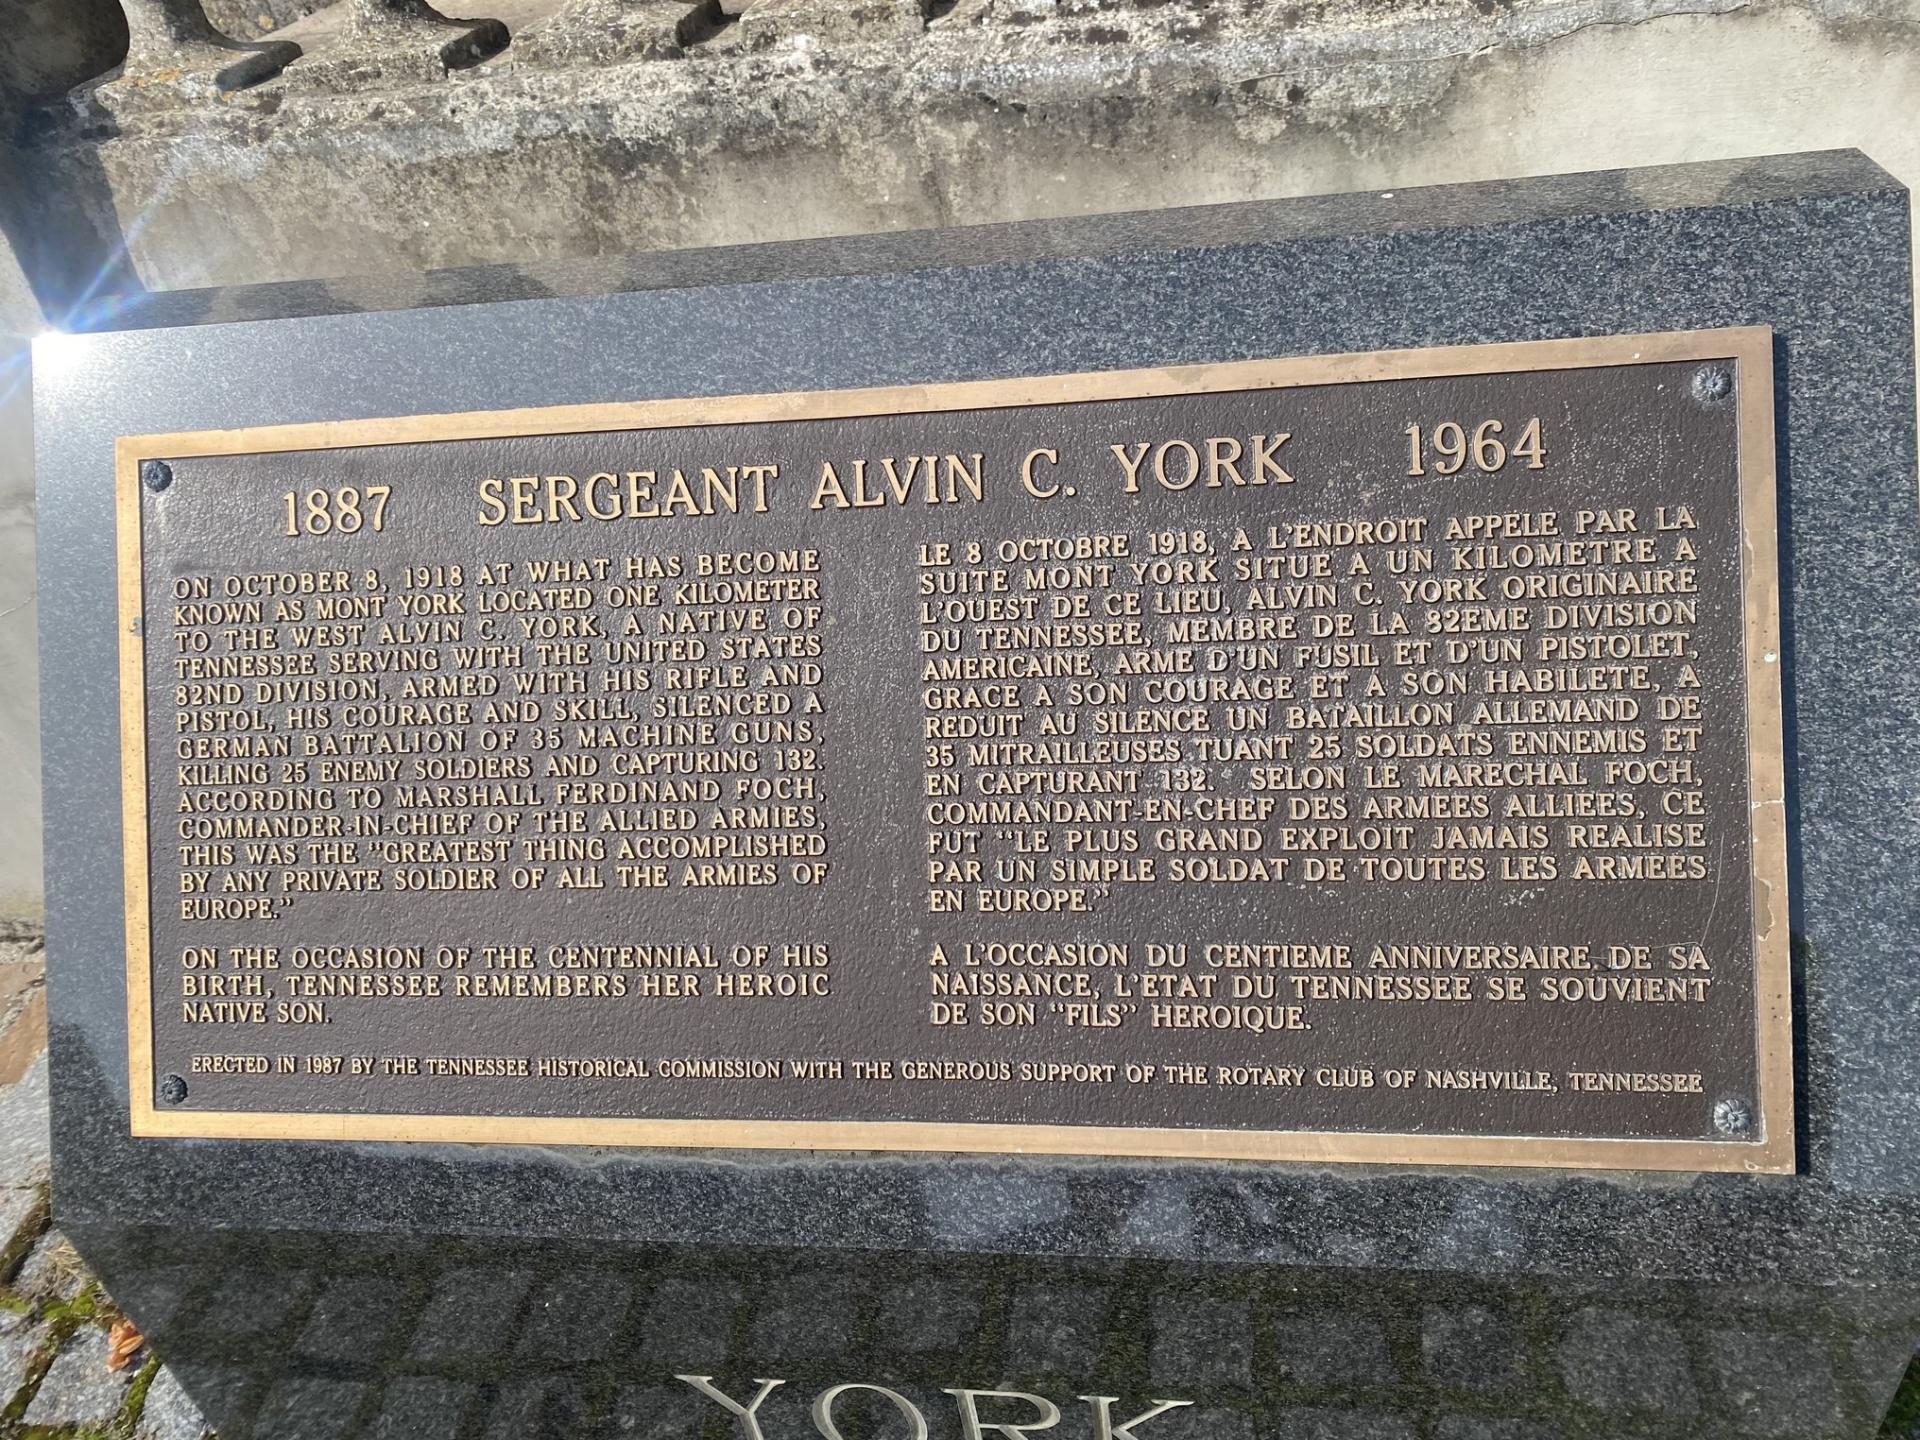 1887 SERGEANT ALVIN C. YORK 1964
ON OCTOBER 8, 1918 AT WHAT HAS BECOME
KNOWN AS MONT YORK LOCATED ONE KILOMETER
TO THE WEST ALVIN C. YORK, A NATIVE OF
TENNESSEE SERVING WITH THE UNITED STATES
82ND DIVISION, ARMED WITH HIS RIFLE AND
PISTOL, HIS COURAGE AND SKILL, SILENCED A
GERMAN BATTALION OF 35 MACHINE GUNS,
KILLING 25 ENEMY SOLDIERS AND CAPTURING 132.
ACCORDING TO MARSHALL FERDINAND FOCH,
COMMANDER-IN-CHIEF OF THE ALLIED ARMIES,
THIS WAS THE "GREATEST THING ACCOMPLISHED
BY ANY PRIVATE SOLDIER OF ALL THE ARMIES OF
EUROPE."
ON THE OCCASION OF THE CENTENNIAL OF HIS
BIRTH, TENNESSEE REMEMBERS HER HEROIC
NATIVE SON.
LE 8 OCTOBRE 1918, A L'ENDROIT APPELE PAR LA
SUITE MONT YORK SITUE A UN KILOMETRE A
L'OUEST DE CE LIEU, ALVIN C. YORK ORIGINAIRE
DU TENNESSEE, MEMBRE DE LA 82EME DIVISION
AMERICAINE, ARME D'UN FUSIL ET D'UN PISTOLET,
GRACE A SON COURAGE ET A SON HABILETE, A
REDUIT AU SILENCE UN BATAILLON ALLEMAND DE
35 MITRAILLEUSES TUANT 25 SOLDATS ENNEMIS ET
EN CAPTURANT 132. SELON LE MARECHAL FOCH,
COMMANDANT-EN-CHEF DES ARMEES ALLIEES, CE
FUT "LE PLUS GRAND EXPLOIT JAMAIS REALISE
PAR UN SIMPLE SOLDAT DE TOUTES LES ARMEES
EN EUROPE."
A L'OCCASION DU CENTIEME ANNIVERSAIRE DE SA
NAISSANCE, L'ETAT DU TENNESSEE SE SOUVIENT
DE SON "FILS" HEROIQUE.
ERECTED IN 1987 BY THE TENNESSEE HISTORICAL COMMISSION WITH THE GENEROUS SUPPORT OF THE ROTARY CLUB OF NASHVILLE, TENNESSEE
YORK